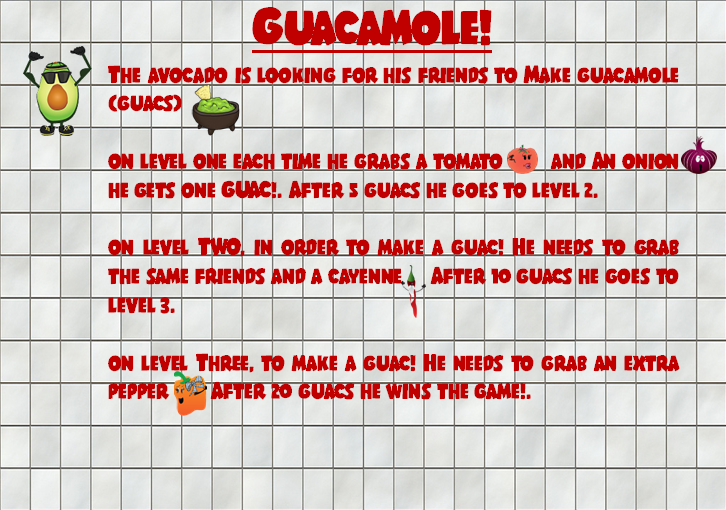 GUACAMOLE!
THE AVOCADO IS LOOKING FOR HIS FRIENDS TO MAKE GUACAMOLE
(GUACS)
ON LEVEL ONE EACH TIME HE GRABS A TOMATO AND AN ONION
HE GETS ONE GUAC!. AFTER 5 GUACS HE GOES TO LEVEL 2.
ON LEVEL TWO, IN ORDER TO MAKE A GUAC! HE NEEDS TO GRAB
THE SAME FRIENDS AND A CAYENNE AFTER 10 GUACS HE GOES TO
LEVEL 3.
ON LEVEL THREE, TO MAKE A GUAC! HE NEEDS TO GRAB AN EXTRA
PEPPER AFTER 20 GUACS HE WINS THE GAME!.